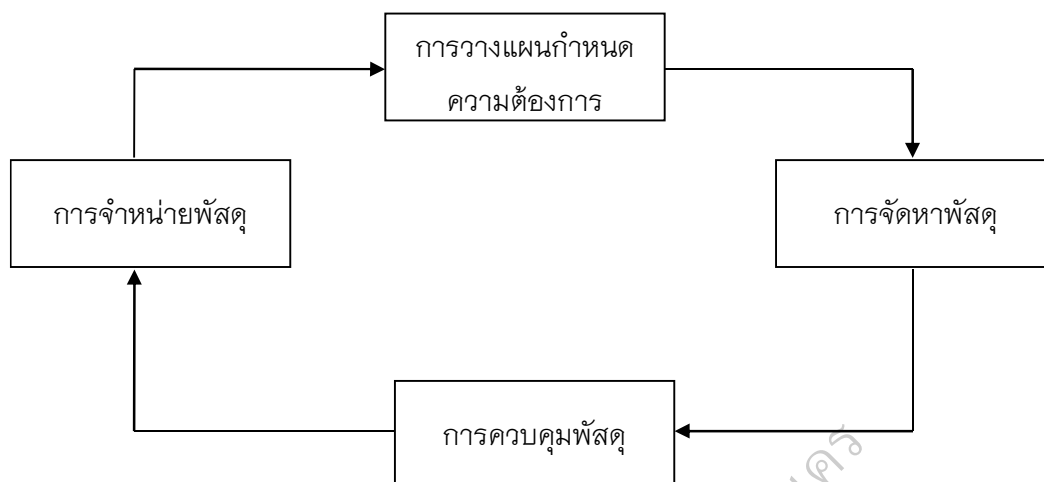 การวางแผนกำหนด
ความต้องการ
การจำหน่ายพัสดุ
การจัดหาพัสดุ
การควบคุมพัสดุ